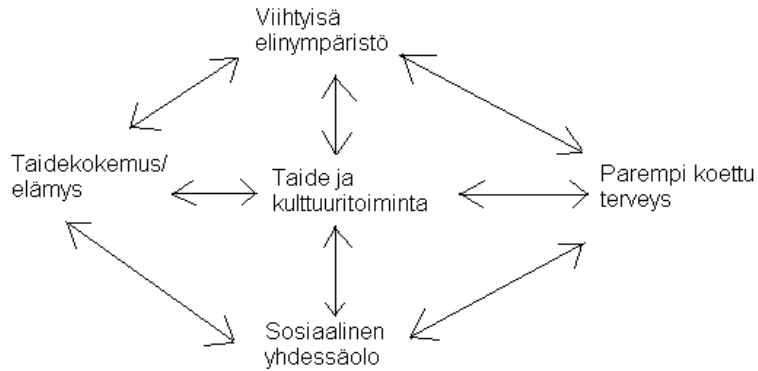 Viihtyisä
elinympäristö
Taidekokemus/
elämys
Taide ja
kulttuuritoiminta
Parempi koettu
terveys
Sosiaalinen
yhdessäolo